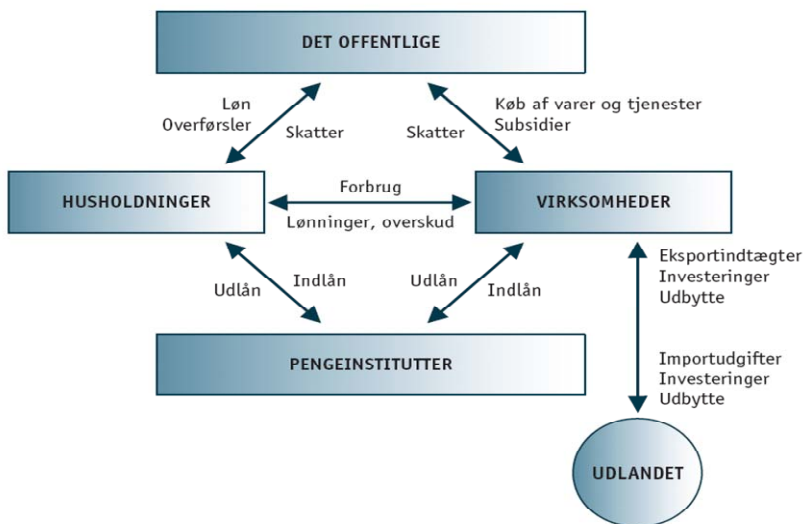 DET OFFENTLIGE
Løn
Overførsler
Skatter
Skatter
Køb af varer og tjenester
Subsidier
HUSHOLDNINGER
Forbrug
Lønninger, overskud
VIRKSOMHEDER
Udlån
Indlån
Udlån
Indlån
Eksportindtægter
Investeringer
Udbytte
PENGEINSTITUTTER
Importudgifter
Investeringer
Udbytte
UDLANDET